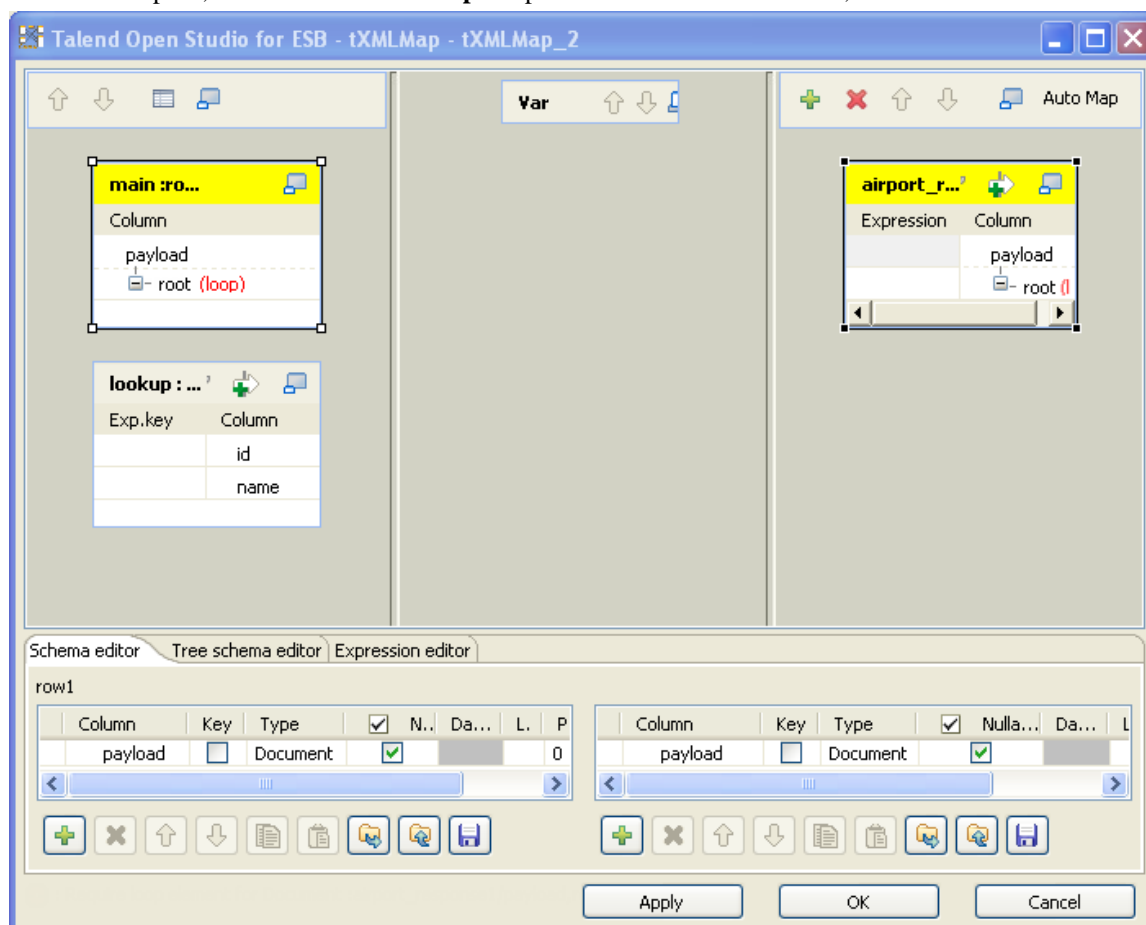 Talend Open Studio for ESB - tXMLMap - tXMLMap_2
Var
Auto Map
main :ro...
Column
payload
root (loop)
airport_r...
Expression Column
payload
root (l
lookup : ...
Exp.key Column
id
name
Schema editor Tree schema editor Expression editor
row1
Column Key Type N.. Da... L. P
payload Document 0
Column Key Type Nulla... Da... L
payload Document
Apply OK Cancel